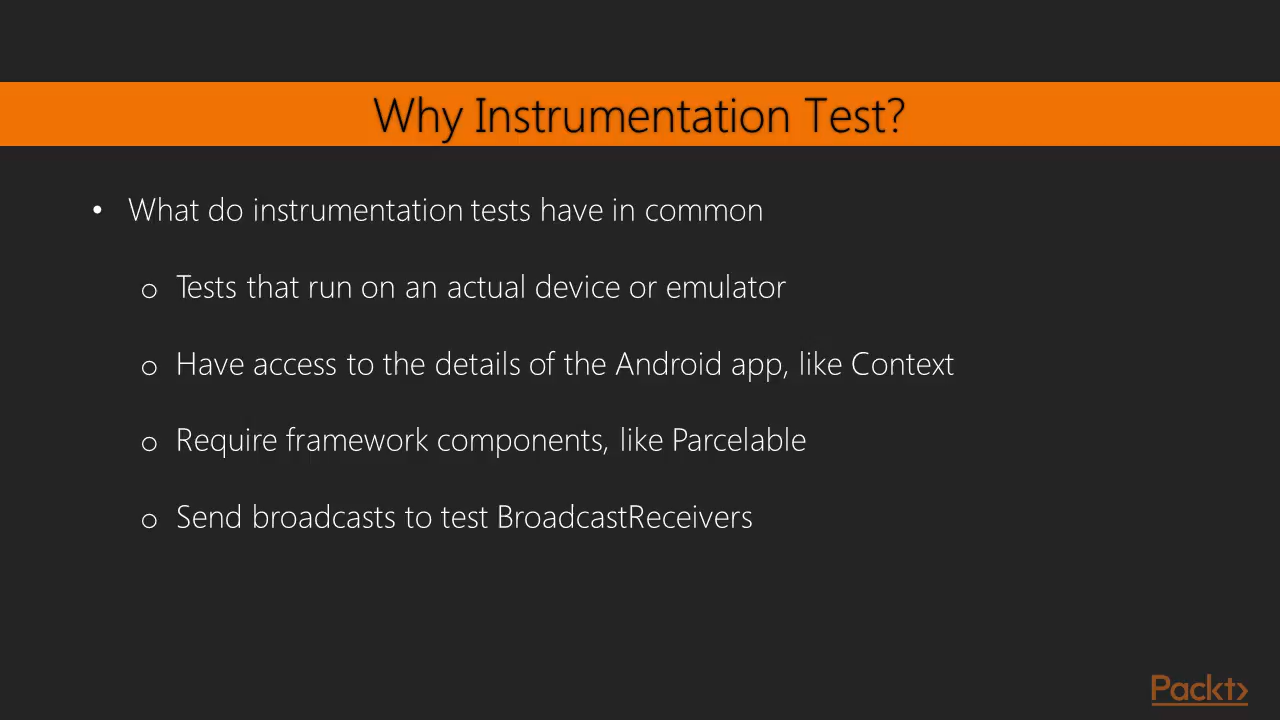 Why Instrumentation Test?
• What do instrumentation tests have in common
o Tests that run on an actual device or emulator
o Have access to the details of the Android app, like Context
o Require framework components, like Parcelable
o Send broadcasts to test BroadcastReceivers
Packt>